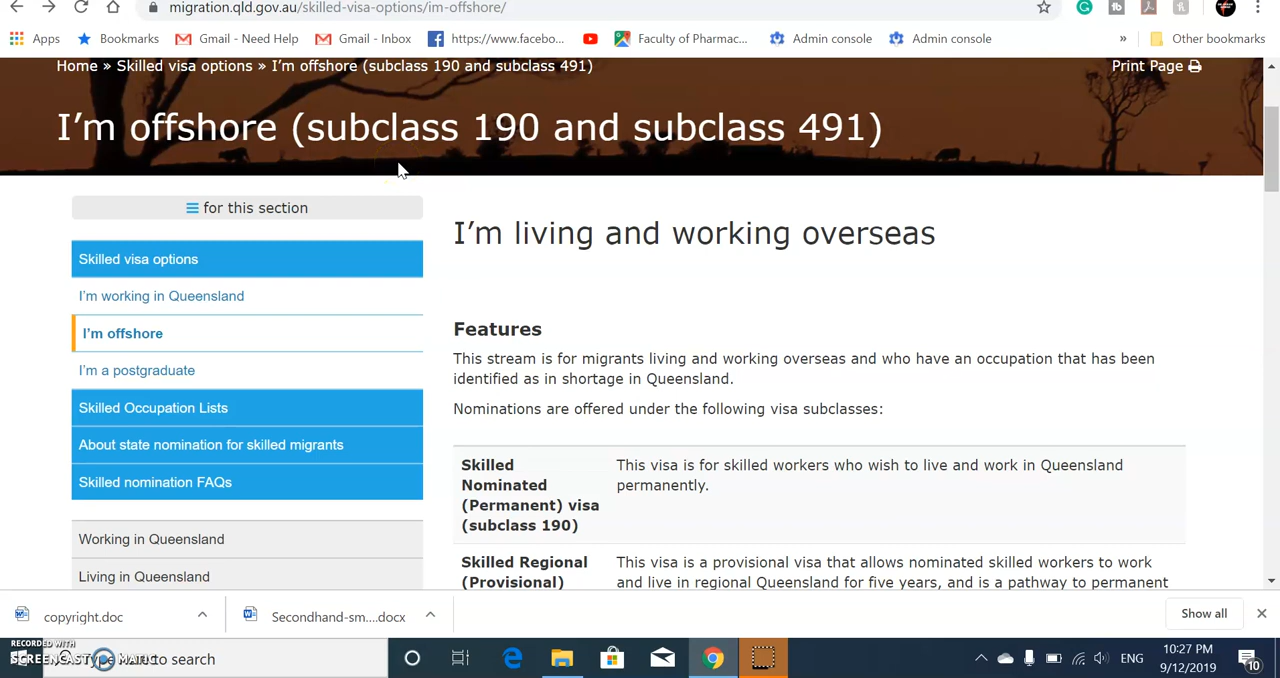 migration.qld.gov.au/skilled-visa-options/im-offshore/
Apps Bookmarks Gmail - Need Help Gmail - Inbox https://www.facebo... Faculty of Pharmac... Admin console Admin console » Other bookmarks
Home » Skilled visa options » I'm offshore (subclass 190 and subclass 491) Print Page
I'm offshore (subclass 190 and subclass 491)
for this section
Skilled visa options
I'm working in Queensland
I'm offshore
I'm a postgraduate
Skilled Occupation Lists
About state nomination for skilled migrants
Skilled nomination FAQs
Working in Queensland
Living in Queensland
I'm living and working overseas
Features
This stream is for migrants living and working overseas and who have an occupation that has been
identified as in shortage in Queensland.
Nominations are offered under the following visa subclasses:
Skilled
Nominated
(Permanent) visa
(subclass 190)
This visa is for skilled workers who wish to live and work in Queensland
permanently.
Skilled Regional
(Provisional)
This visa is a provisional visa that allows nominated skilled workers to work
and live in regional Queensland for five years, and is a pathway to permanent
copyright.doc
Secondhand-sm....docx
Show all
RECORDED WITH
SCREENCAST MATIC
to search
ENG
10:27 PM
9/12/2019
10